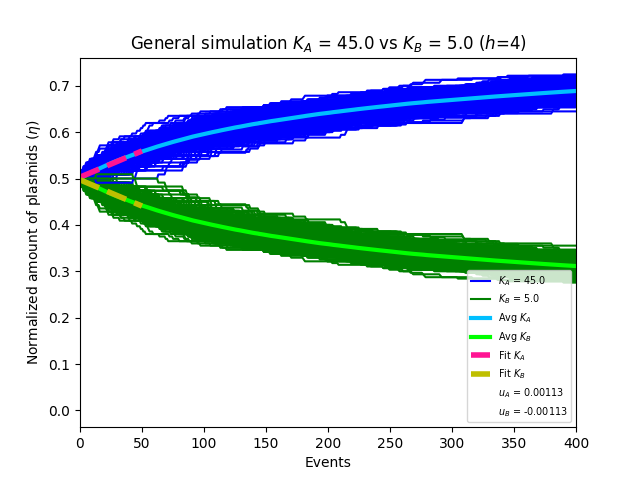 General simulation K_A = 45.0 vs K_B = 5.0 (h=4)
Normalized amount of plasmids (η)
0.7
0.6
0.5
0.4
0.3
0.2
0.1
0.0
K_A = 45.0
K_B = 5.0
Avg K_A
Avg K_B
Fit K_A
Fit K_B
u_A = 0.00113
u_B = -0.00113
0 50 100 150 200 250 300 350 400
Events